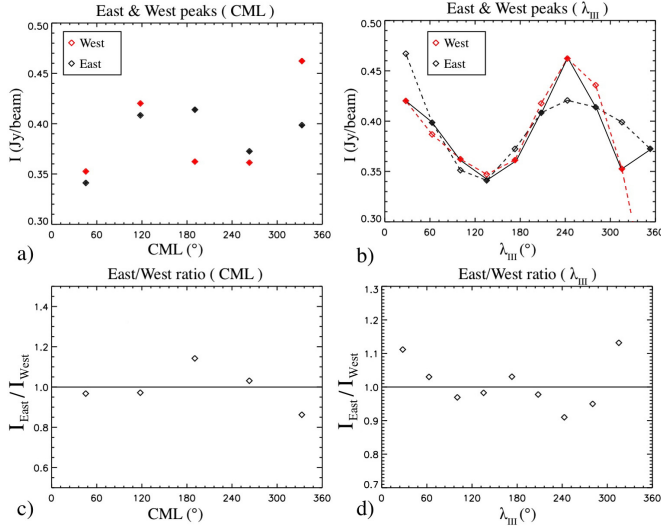 East & West peaks ( CML )
East & West peaks ( λIII )
0.50
0.45
0.40
0.35
0.30
I (Jy/beam)
West
East
0 60 120 180 240 300 360
CML (°)
a)
0.50
0.45
0.40
0.35
0.30
I (Jy/beam)
West
East
0 60 120 180 240 300 360
λIII (°)
b)
East/West ratio ( CML )
East/West ratio ( λIII )
1.4
1.2
1.0
0.8
0.6
IEast / IWest
0 60 120 180 240 300 360
CML (°)
c)
1.3
1.2
1.1
1.0
0.9
0.8
0.7
IEast / IWest
0 60 120 180 240 300 360
λIII (°)
d)